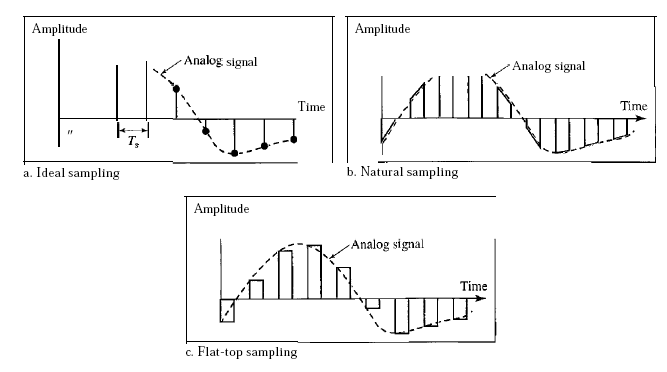 Amplitude
Analog signal
Time
"
Ts
a. Ideal sampling
Amplitude
Analog signal
Time
b. Natural sampling
Amplitude
Analog signal
Time
c. Flat-top sampling